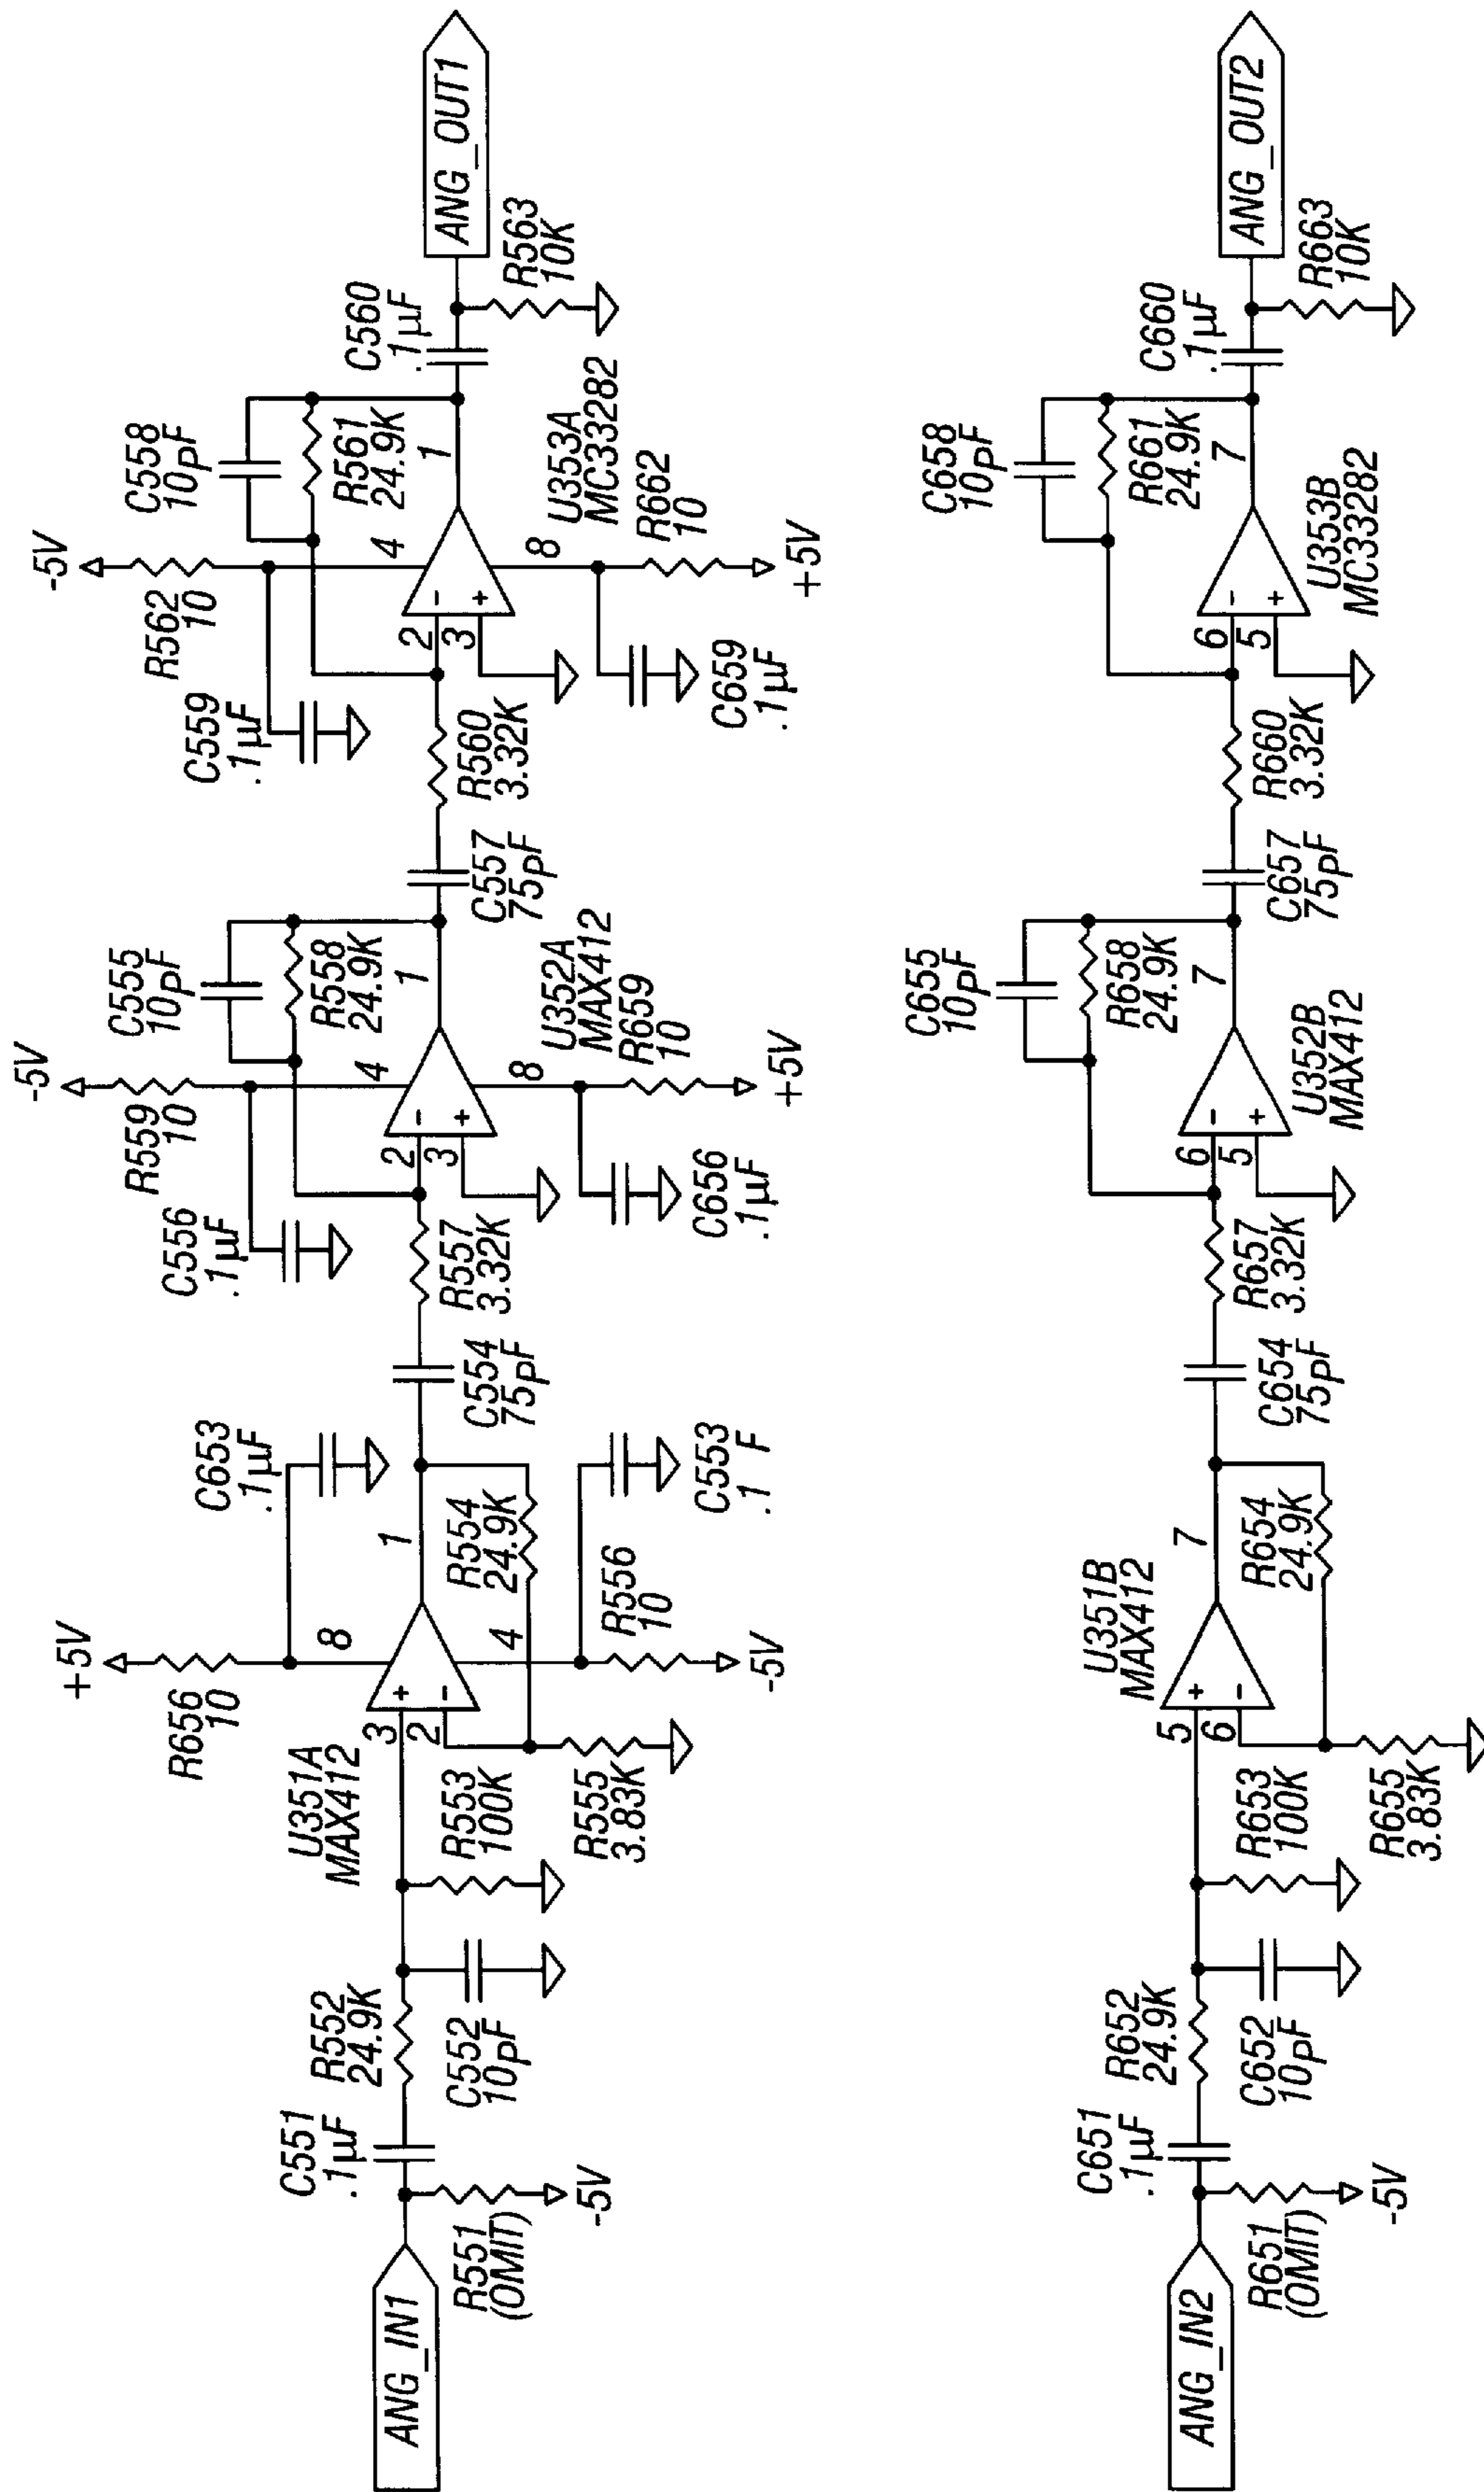 ANG_IN1
R551
(OMIT)
-5V
C551
.1µF
R552
24.9K
C552
10pF
R553
100K
U351A
MAX412
3
2
+
-
8
4
1
+5V
R656
10
C653
.1µF
R554
24.9K
R555
3.83K
R556
10
-5V
C553
.1 F
C554
75pF
R557
3.32K
C556
.1µF
R559
10
-5V
C555
10pF
R558
24.9K
2
3
-
+
4
8
1
U352A
MAX412
R659
10
+5V
C656
.1µF
C557
75pF
R560
3.32K
C559
.1µF
R562
10
-5V
C558
10pF
R561
24.9K
2
3
-
+
4
8
1
U353A
MC33282
R662
10
+5V
C659
.1µF
C560
.1µF
R563
10K
ANG_OUT1
ANG_IN2
R651
(OMIT)
-5V
C651
.1µF
R652
24.9K
C652
10pF
R653
100K
5
6
+
-
7
U351B
MAX412
R654
24.9K
R655
3.83K
C654
75pF
R657
3.32K
C655
10pF
R658
24.9K
6
5
-
+
7
U352B
MAX412
C657
75pF
R660
3.32K
C658
10pF
R661
24.9K
6
5
-
+
7
U353B
MC33282
C660
.1µF
R663
10K
ANG_OUT2